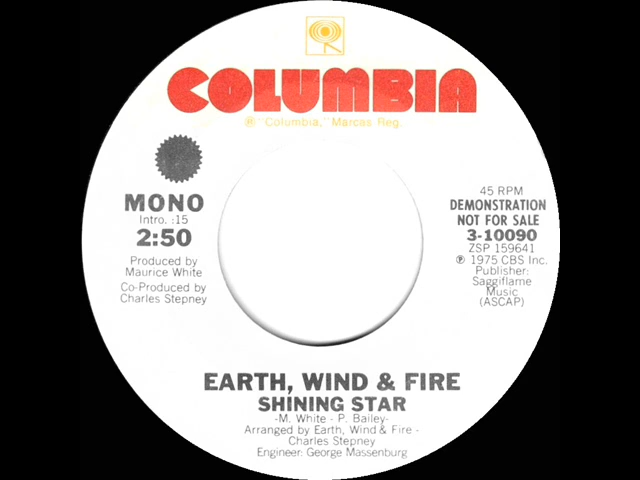 COLUMBIA
® "Columbia," Marcas Reg.
MONO
Intro. :15
2:50
Produced by
Maurice White
Co-Produced by
Charles Stepney
45 RPM
DEMONSTRATION
NOT FOR SALE
3-10090
ZSP 159641
℗ 1975 CBS Inc.
Publisher:
Saggiflame
Music
(ASCAP)
EARTH, WIND & FIRE
SHINING STAR
-M. White - P. Bailey-
Arranged by Earth, Wind & Fire -
Charles Stepney
Engineer: George Massenburg